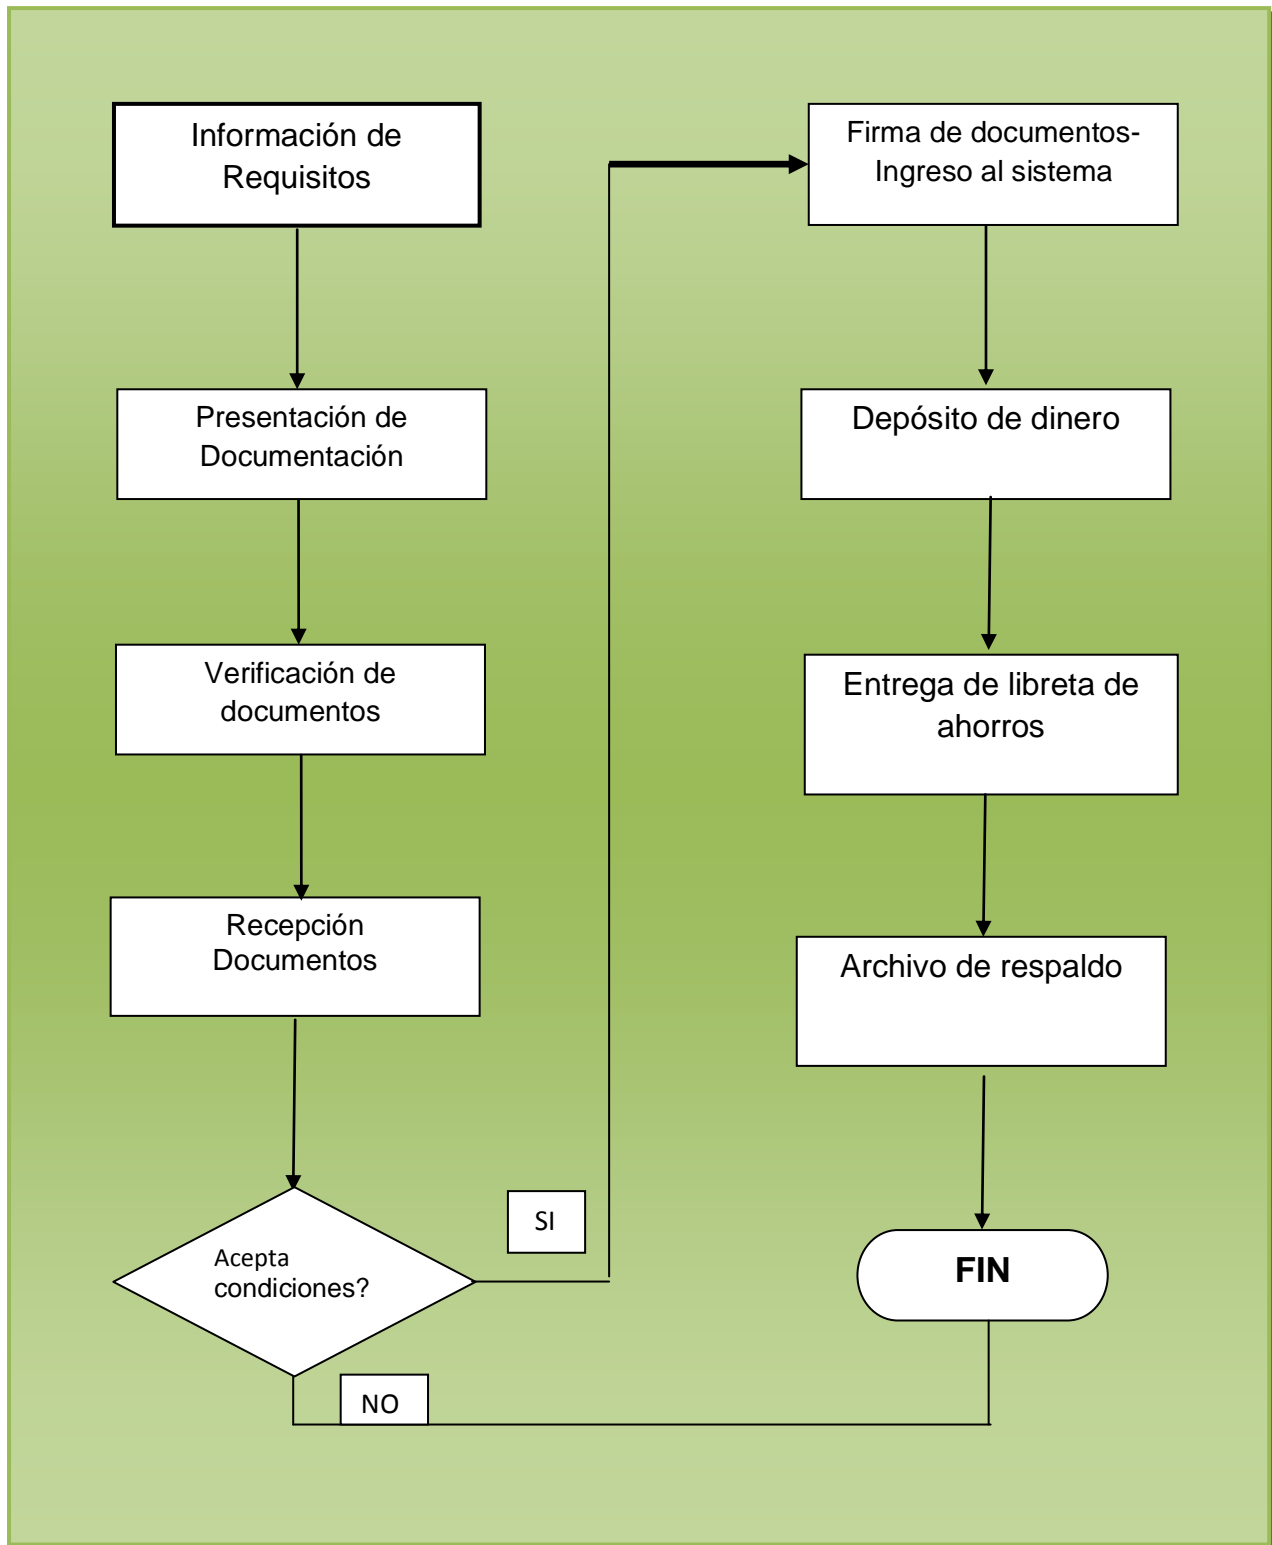 Información de
Requisitos
Presentación de
Documentación
Verificación de
documentos
Recepción
Documentos
Acepta
condiciones?
SI
NO
Firma de documentos-
Ingreso al sistema
Depósito de dinero
Entrega de libreta de
ahorros
Archivo de respaldo
FIN